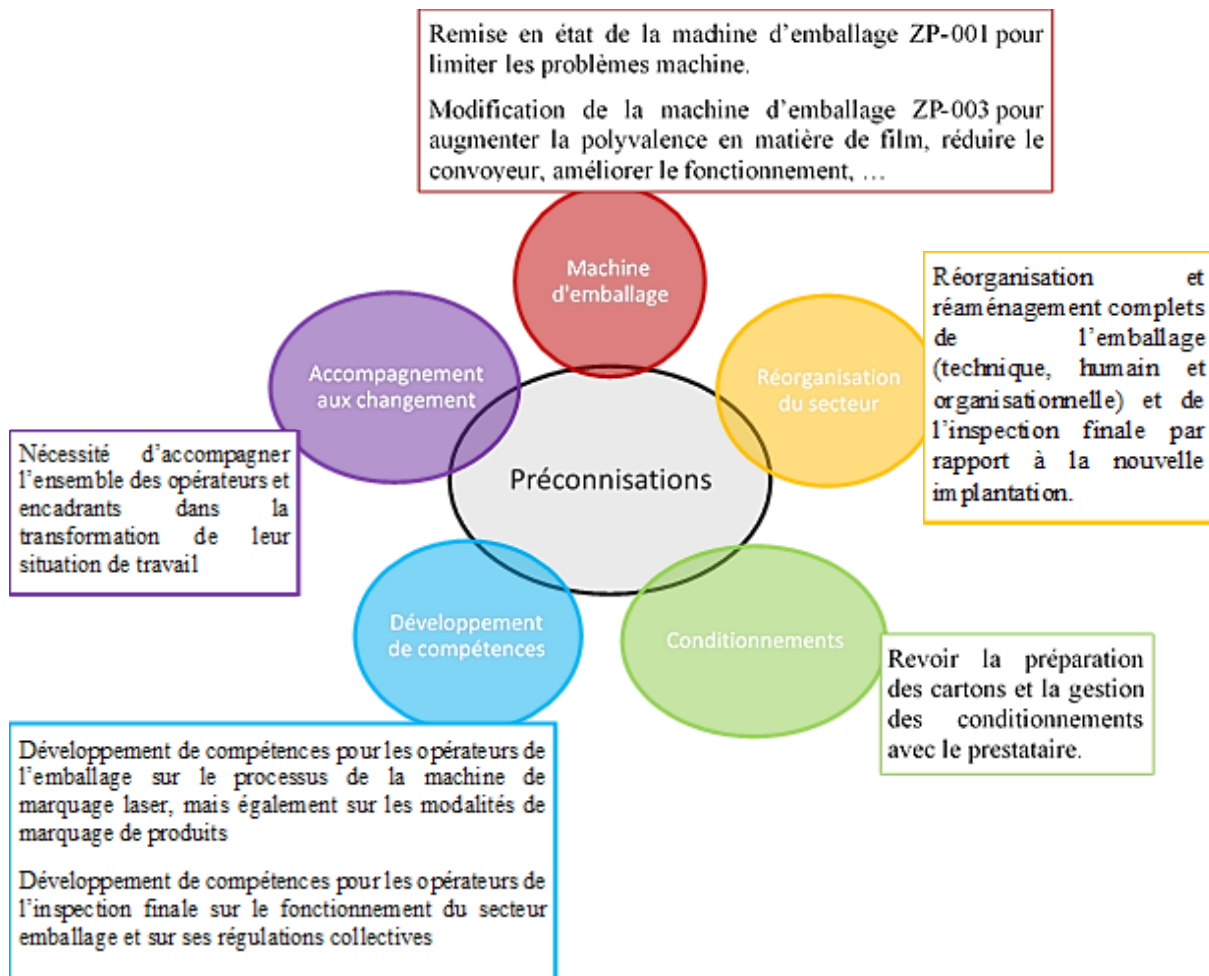 Remise en état de la machine d’emballage ZP-001 pour
limiter les problèmes machine.
Modification de la machine d’emballage ZP-003 pour
augmenter la polyvalence en matière de film, réduire le
convoyeur, améliorer le fonctionnement, …
Machine
d'emballage
Réorganisation et
réaménagement complets
de l’emballage
(technique, humain et
organisationnelle) et de
l’inspection finale par
rapport à la nouvelle
implantation.
Réorganisation
du secteur
Accompagnement
aux changement
Nécessité d’accompagner
l’ensemble des opérateurs et
encadrants dans la
transformation de leur
situation de travail
Préconnisations
Développement
de compétences
Conditionnements
Revoir la préparation
des cartons et la gestion
des conditionnements
avec le prestataire.
Développement de compétences pour les opérateurs de
l’emballage sur le processus de la machine de
marquage laser, mais également sur les modalités de
marquage de produits
Développement de compétences pour les opérateurs de
l’inspection finale sur le fonctionnement du secteur
emballage et sur ses régulations collectives